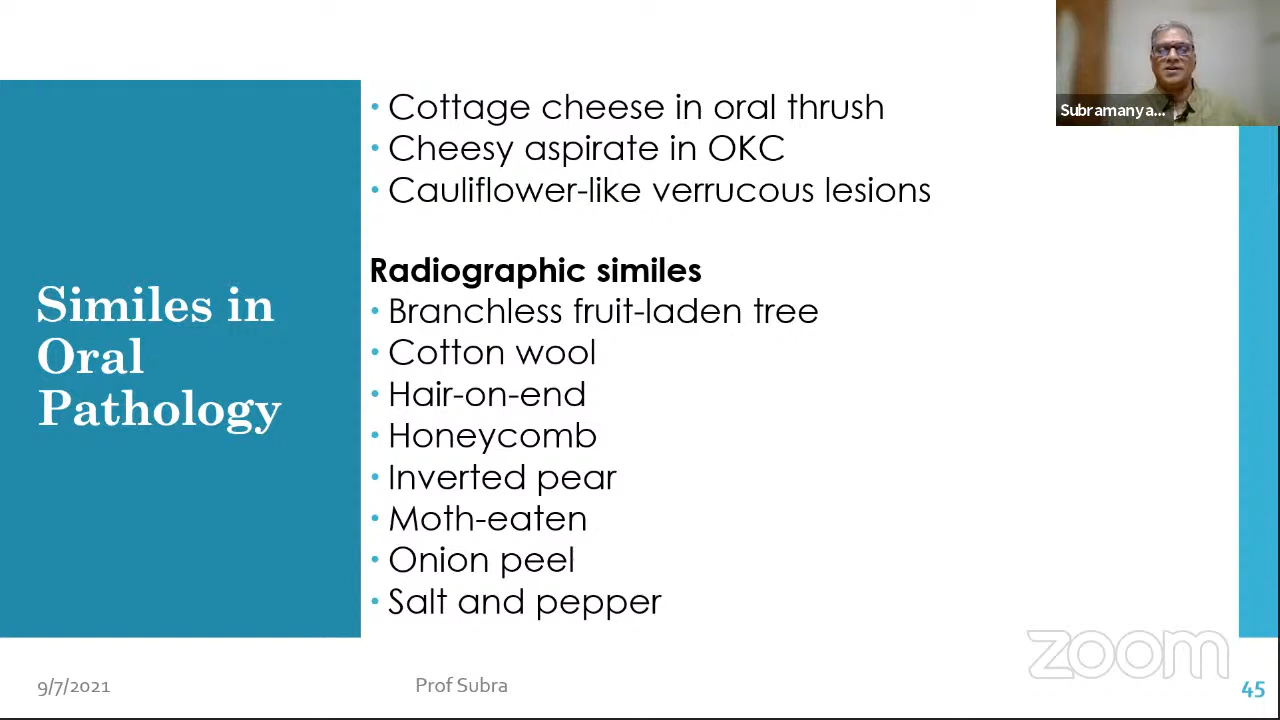 Subramanya...
• Cottage cheese in oral thrush
• Cheesy aspirate in OKC
• Cauliflower-like verrucous lesions
Radiographic similes
• Branchless fruit-laden tree
• Cotton wool
• Hair-on-end
• Honeycomb
• Inverted pear
• Moth-eaten
• Onion peel
• Salt and pepper
Similes in
Oral
Pathology
zoom
9/7/2021
Prof Subra
45